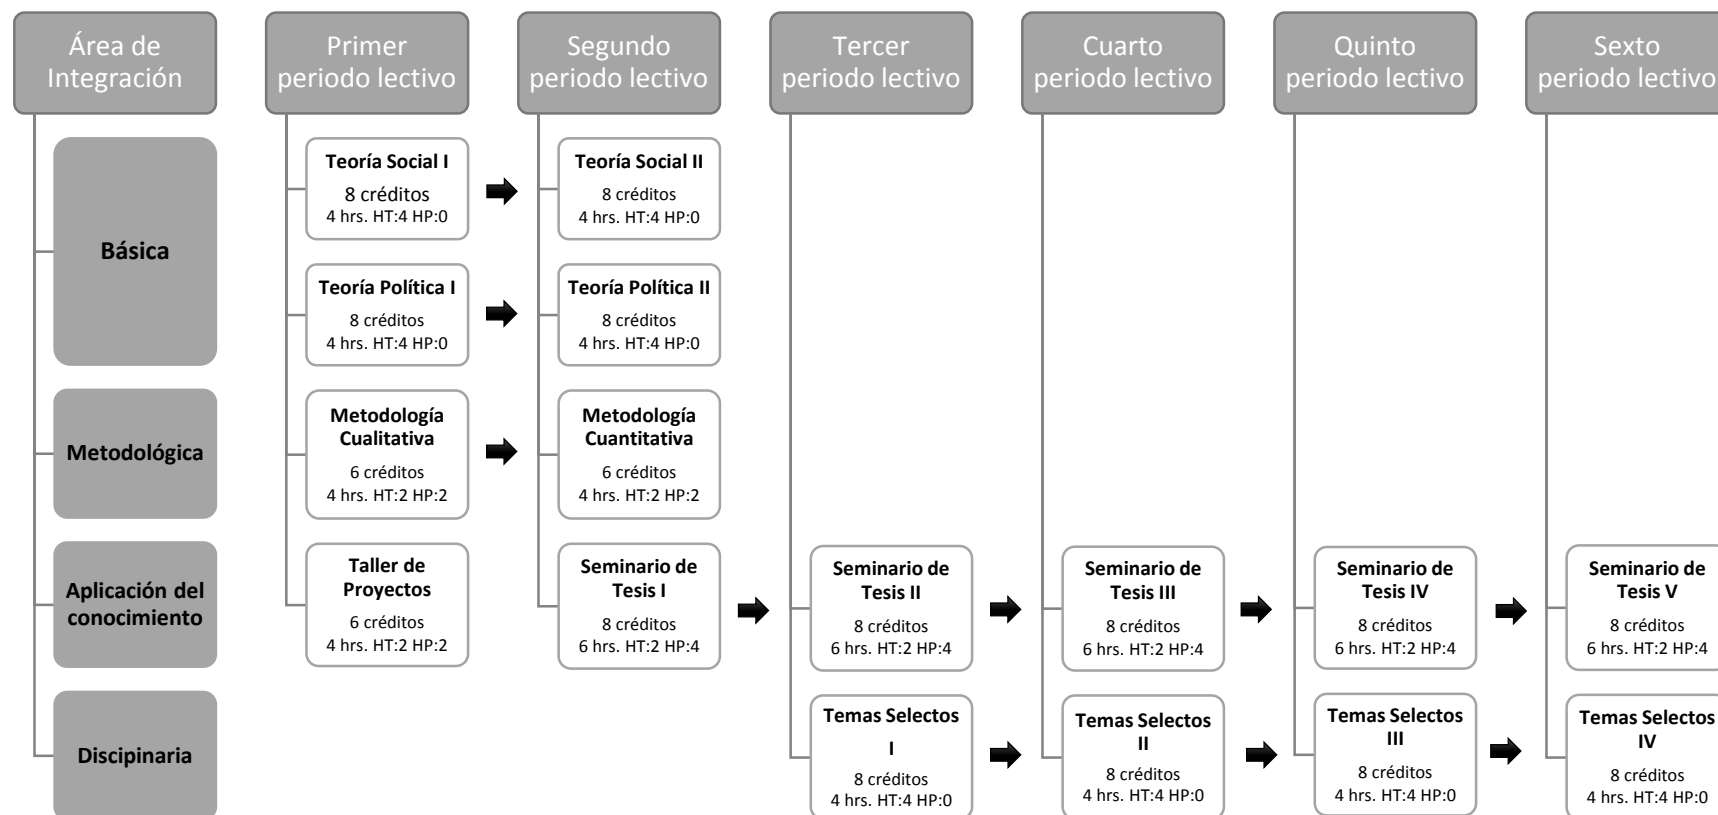 Área de
Integración
Primer
periodo lectivo
Segundo
periodo lectivo
Tercer
periodo lectivo
Cuarto
periodo lectivo
Quinto
periodo lectivo
Sexto
periodo lectivo
Básica
Teoría Social I
8 créditos
4 hrs. HT:4 HP:0
Teoría Social II
8 créditos
4 hrs. HT:4 HP:0
Teoría Política I
8 créditos
4 hrs. HT:4 HP:0
Teoría Política II
8 créditos
4 hrs. HT:4 HP:0
Metodológica
Metodología
Cualitativa
6 créditos
4 hrs. HT:2 HP:2
Metodología
Cuantitativa
6 créditos
4 hrs. HT:2 HP:2
Aplicación del
conocimiento
Taller de
Proyectos
6 créditos
4 hrs. HT:2 HP:2
Seminario de
Tesis I
8 créditos
6 hrs. HT:2 HP:4
Seminario de
Tesis II
8 créditos
6 hrs. HT:2 HP:4
Seminario de
Tesis III
8 créditos
6 hrs. HT:2 HP:4
Seminario de
Tesis IV
8 créditos
6 hrs. HT:2 HP:4
Seminario de
Tesis V
8 créditos
6 hrs. HT:2 HP:4
Discipinaria
Temas Selectos
I
8 créditos
4 hrs. HT:4 HP:0
Temas Selectos
II
8 créditos
4 hrs. HT:4 HP:0
Temas Selectos
III
8 créditos
4 hrs. HT:4 HP:0
Temas Selectos
IV
8 créditos
4 hrs. HT:4 HP:0